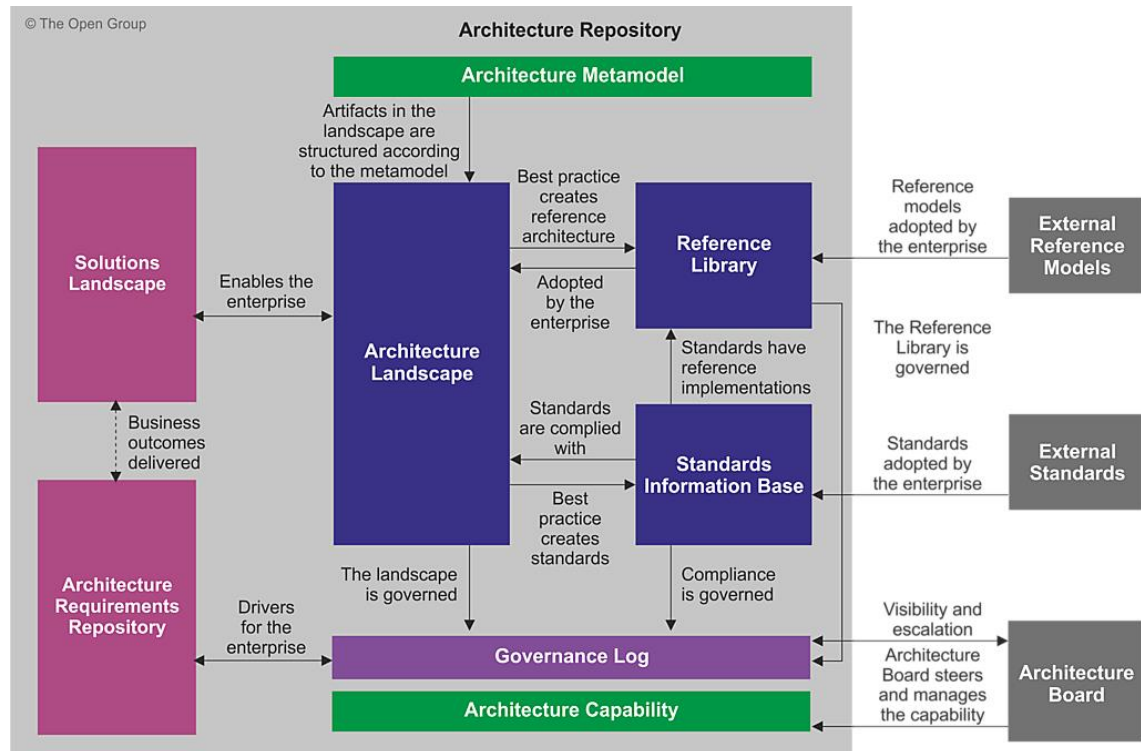 © The Open Group
Architecture Repository
Architecture Metamodel
Artifacts in the
landscape are
structured according
to the metamodel
Solutions
Landscape
Enables the
enterprise
Architecture
Landscape
Best practice
creates
reference
architecture
Adopted
by the
enterprise
Reference
Library
Reference
models
adopted by
the enterprise
External
Reference
Models
The Reference
Library is
governed
Standards have
reference
implementations
Business
outcomes
delivered
Standards
are complied
with
Best
practice
creates
standards
Standards
Information Base
Standards
adopted by
the enterprise
External
Standards
Architecture
Requirements
Repository
The landscape
is governed
Compliance
is governed
Drivers
for the
enterprise
Governance Log
Visibility and
escalation
Architecture
Board steers
and manages
the capability
Architecture
Board
Architecture Capability